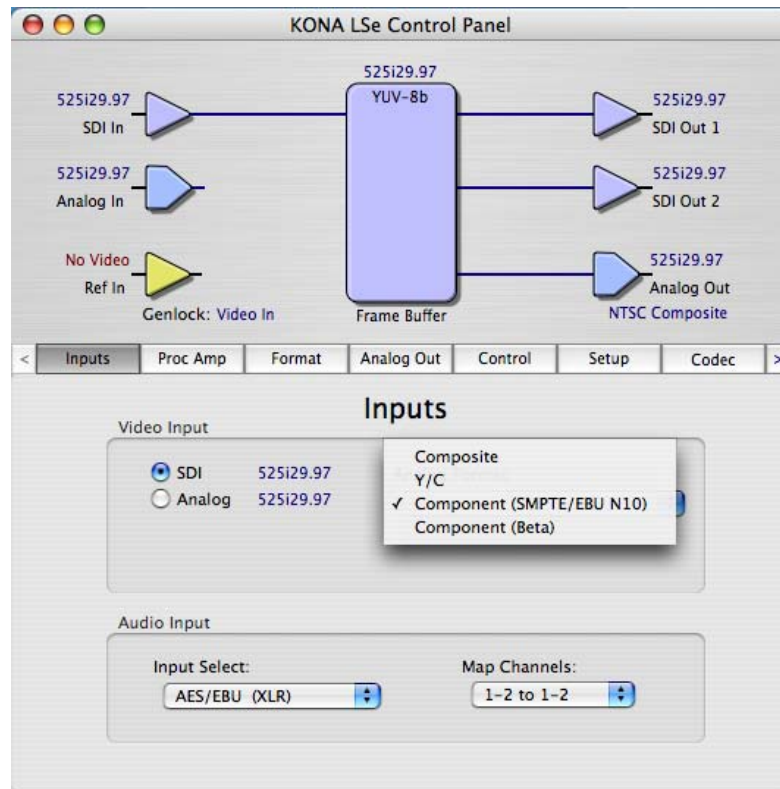 KONA LSe Control Panel
525i29.97
YUV-8b
525i29.97
SDI In
525i29.97
SDI Out 1
525i29.97
Analog In
525i29.97
SDI Out 2
No Video
Ref In
Genlock: Video In
Frame Buffer
525i29.97
Analog Out
NTSC Composite
< Inputs Proc Amp Format Analog Out Control Setup Codec >
Inputs
Video Input
SDI 525i29.97
Analog 525i29.97
Composite
Y/C
✓ Component (SMPTE/EBU N10)
Component (Beta)
Audio Input
Input Select:
AES/EBU (XLR)
Map Channels:
1-2 to 1-2